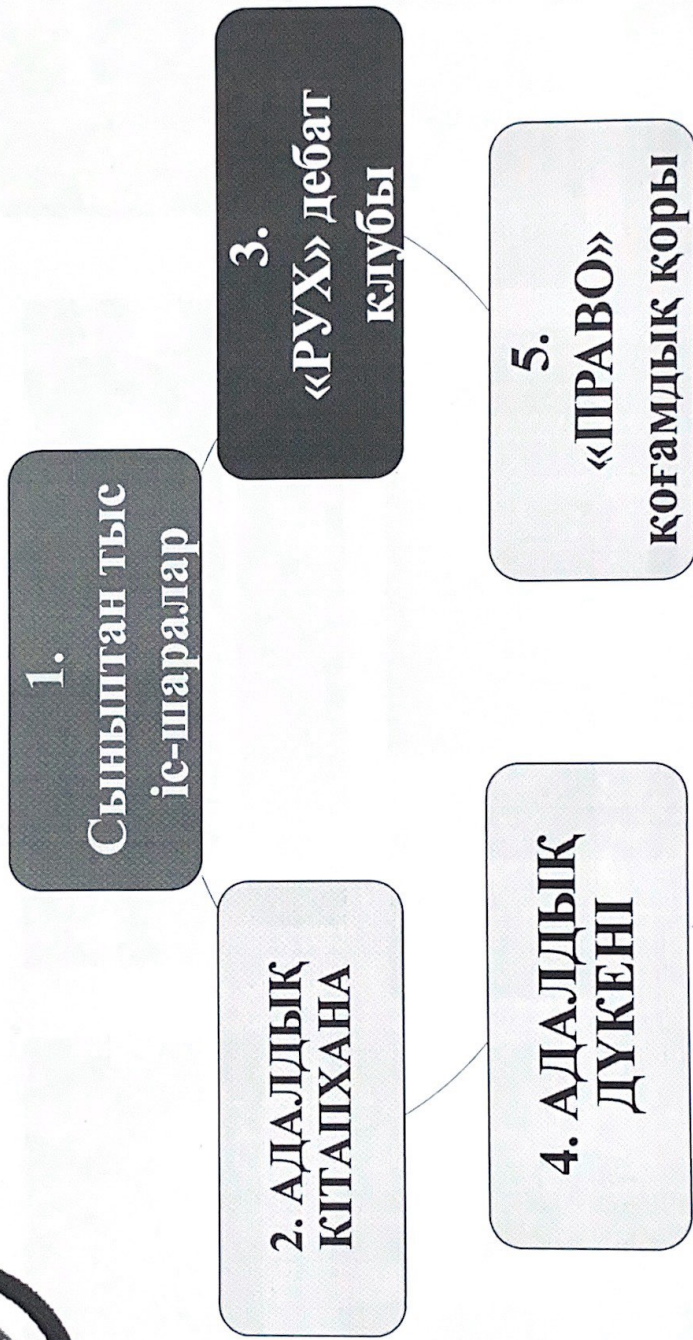 1.
Сыныптан тыс
іс-шаралар
2. АДАЛДЫҚ
КІТАПХАНА
3.
«РУХ» дебат
клубы
4. АДАЛДЫҚ
ДҮКЕНІ
5.
«ПРАВО»
қоғамдық қоры